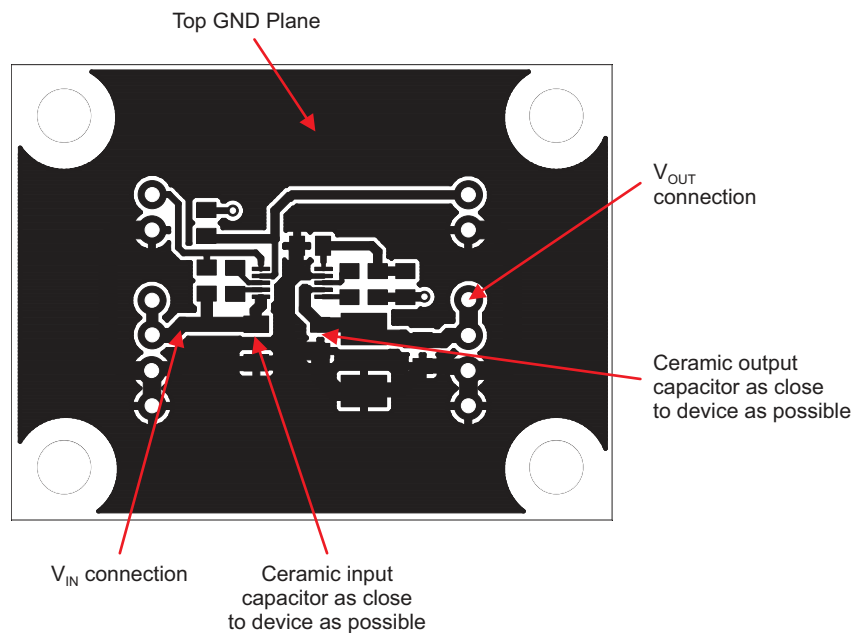 Top GND Plane
VOUT
connection
Ceramic output
capacitor as close
to device as possible
VIN connection
Ceramic input
capacitor as close
to device as possible